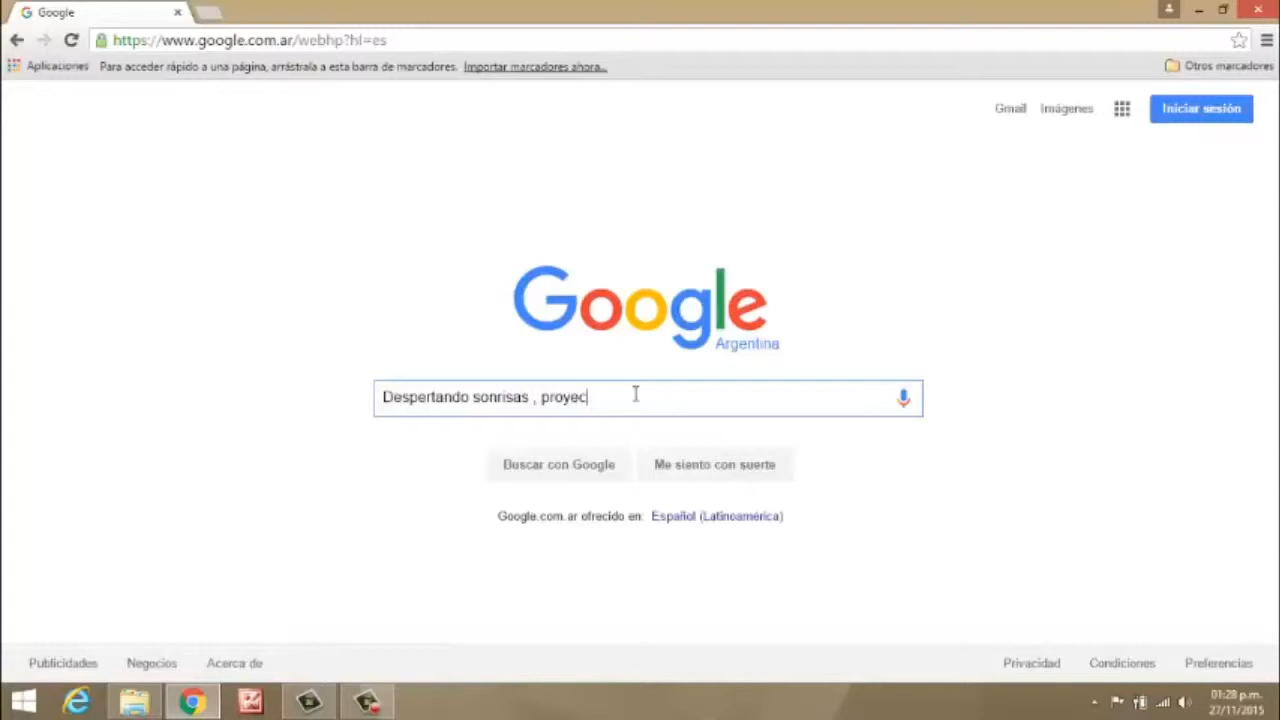 Google
https://www.google.com.ar/webhp?hl=es
Aplicaciones Para acceder rápido a una página, arrástrala a esta barra de marcadores. Importar marcadores ahora... Otros marcadores
Gmail Imágenes Iniciar sesión
Google
Argentina
Despertando sonrisas , proyec
Buscar con Google Me siento con suerte
Google.com.ar ofrecido en: Español (Latinoamérica)
Publicidades Negocios Acerca de Privacidad Condiciones Preferencias
01:28 p.m.
27/11/2015